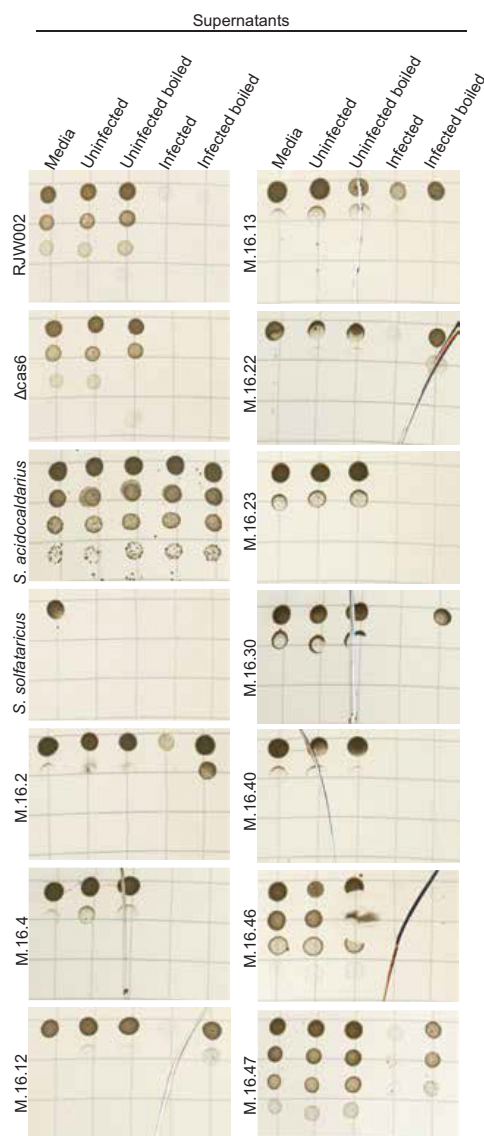 Supernatants
Media
Uninfected
Uninfected boiled
Infected
Infected boiled
Media
Uninfected
Uninfected boiled
Infected
Infected boiled
RJW002
Δcas6
S. acidocaldarius
S. solfataricus
M.16.2
M.16.4
M.16.12
M.16.13
M.16.22
M.16.23
M.16.30
M.16.40
M.16.46
M.16.47